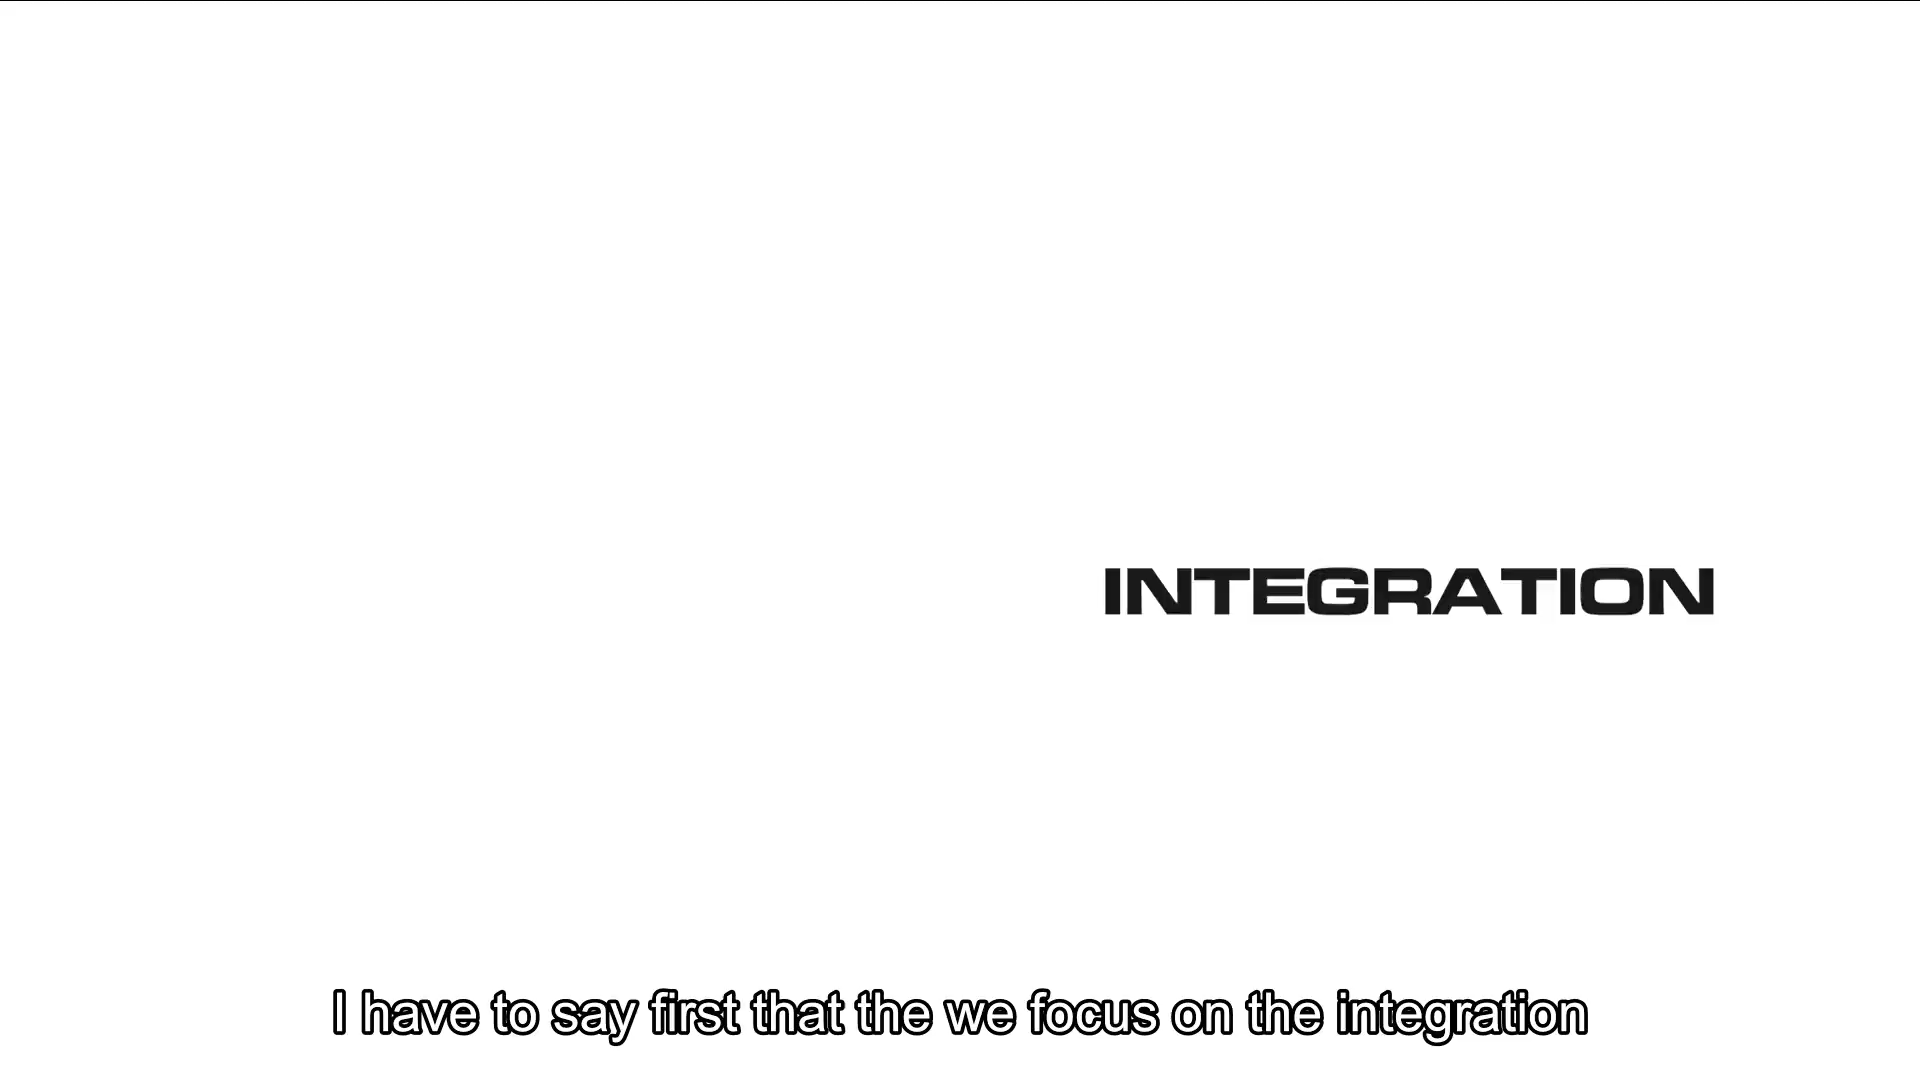 INTEGRATION
I have to say first that the we focus on the integration